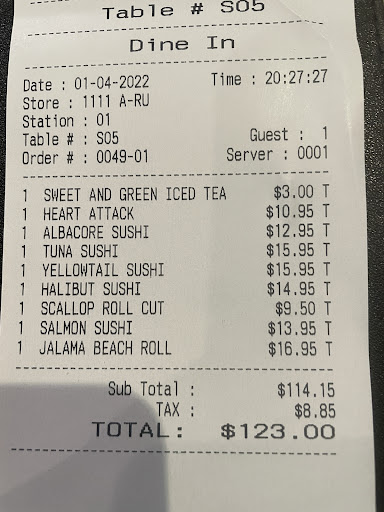 Table # S05
Dine In
Date : 01-04-2022 Time : 20:27:27
Store : 1111 A-RU
Station : 01
Table # : S05 Guest : 1
Order # : 0049-01 Server : 0001
1 SWEET AND GREEN ICED TEA $3.00 T
1 HEART ATTACK $10.95 T
1 ALBACORE SUSHI $12.95 T
1 TUNA SUSHI $15.95 T
1 YELLOWTAIL SUSHI $15.95 T
1 HALIBUT SUSHI $14.95 T
1 SCALLOP ROLL CUT $9.50 T
1 SALMON SUSHI $13.95 T
1 JALAMA BEACH ROLL $16.95 T
Sub Total : $114.15
TAX : $8.85
TOTAL: $123.00